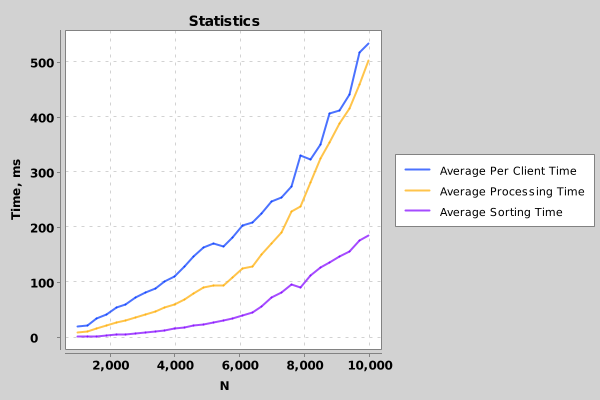 Statistics
Time, ms
500
400
300
200
100
0
2,000 4,000 6,000 8,000 10,000
N
Average Per Client Time
Average Processing Time
Average Sorting Time